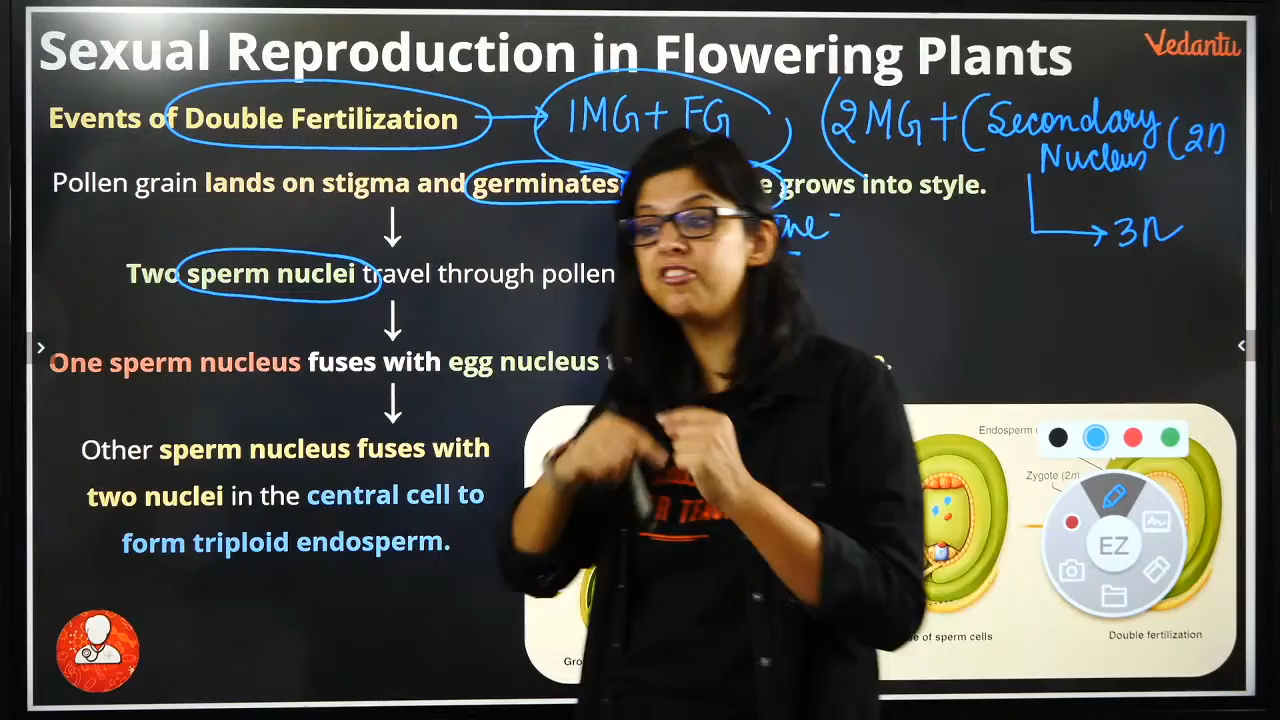 Sexual Reproduction in Flowering Plants
Vedantu
Events of Double Fertilization
1MG + FG
2MG + (Secondary
Nucleus (2n)
3n
Pollen grain lands on stigma and germinates grows into style.
Two sperm nuclei travel through pollen
One sperm nucleus fuses with egg nucleus
Other sperm nucleus fuses with
two nuclei in the central cell to
form triploid endosperm.
Endosperm
Zygote (2n)
EZ
of sperm cells
Double fertilization